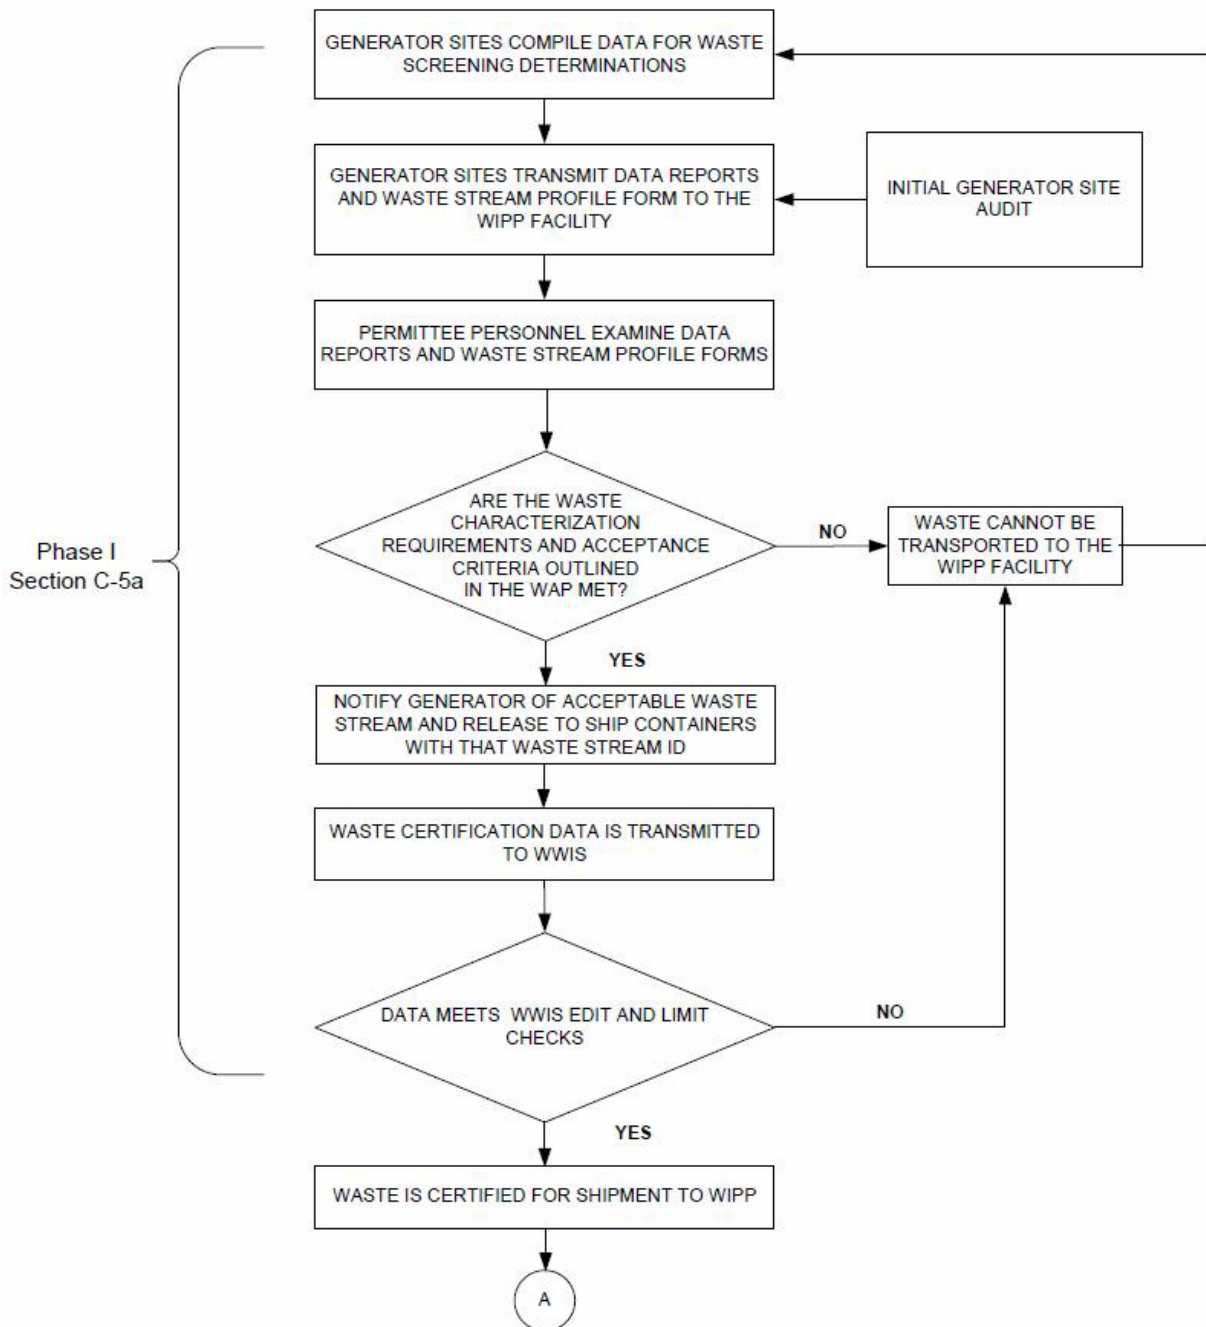 GENERATOR SITES COMPILE DATA FOR WASTE
SCREENING DETERMINATIONS
GENERATOR SITES TRANSMIT DATA REPORTS
AND WASTE STREAM PROFILE FORM TO THE
WIPP FACILITY
INITIAL GENERATOR SITE
AUDIT
PERMITTEE PERSONNEL EXAMINE DATA
REPORTS AND WASTE STREAM PROFILE FORMS
ARE THE WASTE
CHARACTERIZATION
REQUIREMENTS AND ACCEPTANCE
CRITERIA OUTLINED
IN THE WAP MET?
NO
WASTE CANNOT BE
TRANSPORTED TO THE
WIPP FACILITY
Phase I
Section C-5a
YES
NOTIFY GENERATOR OF ACCEPTABLE WASTE
STREAM AND RELEASE TO SHIP CONTAINERS
WITH THAT WASTE STREAM ID
WASTE CERTIFICATION DATA IS TRANSMITTED
TO WWIS
DATA MEETS WWIS EDIT AND LIMIT
CHECKS
NO
YES
WASTE IS CERTIFIED FOR SHIPMENT TO WIPP
A